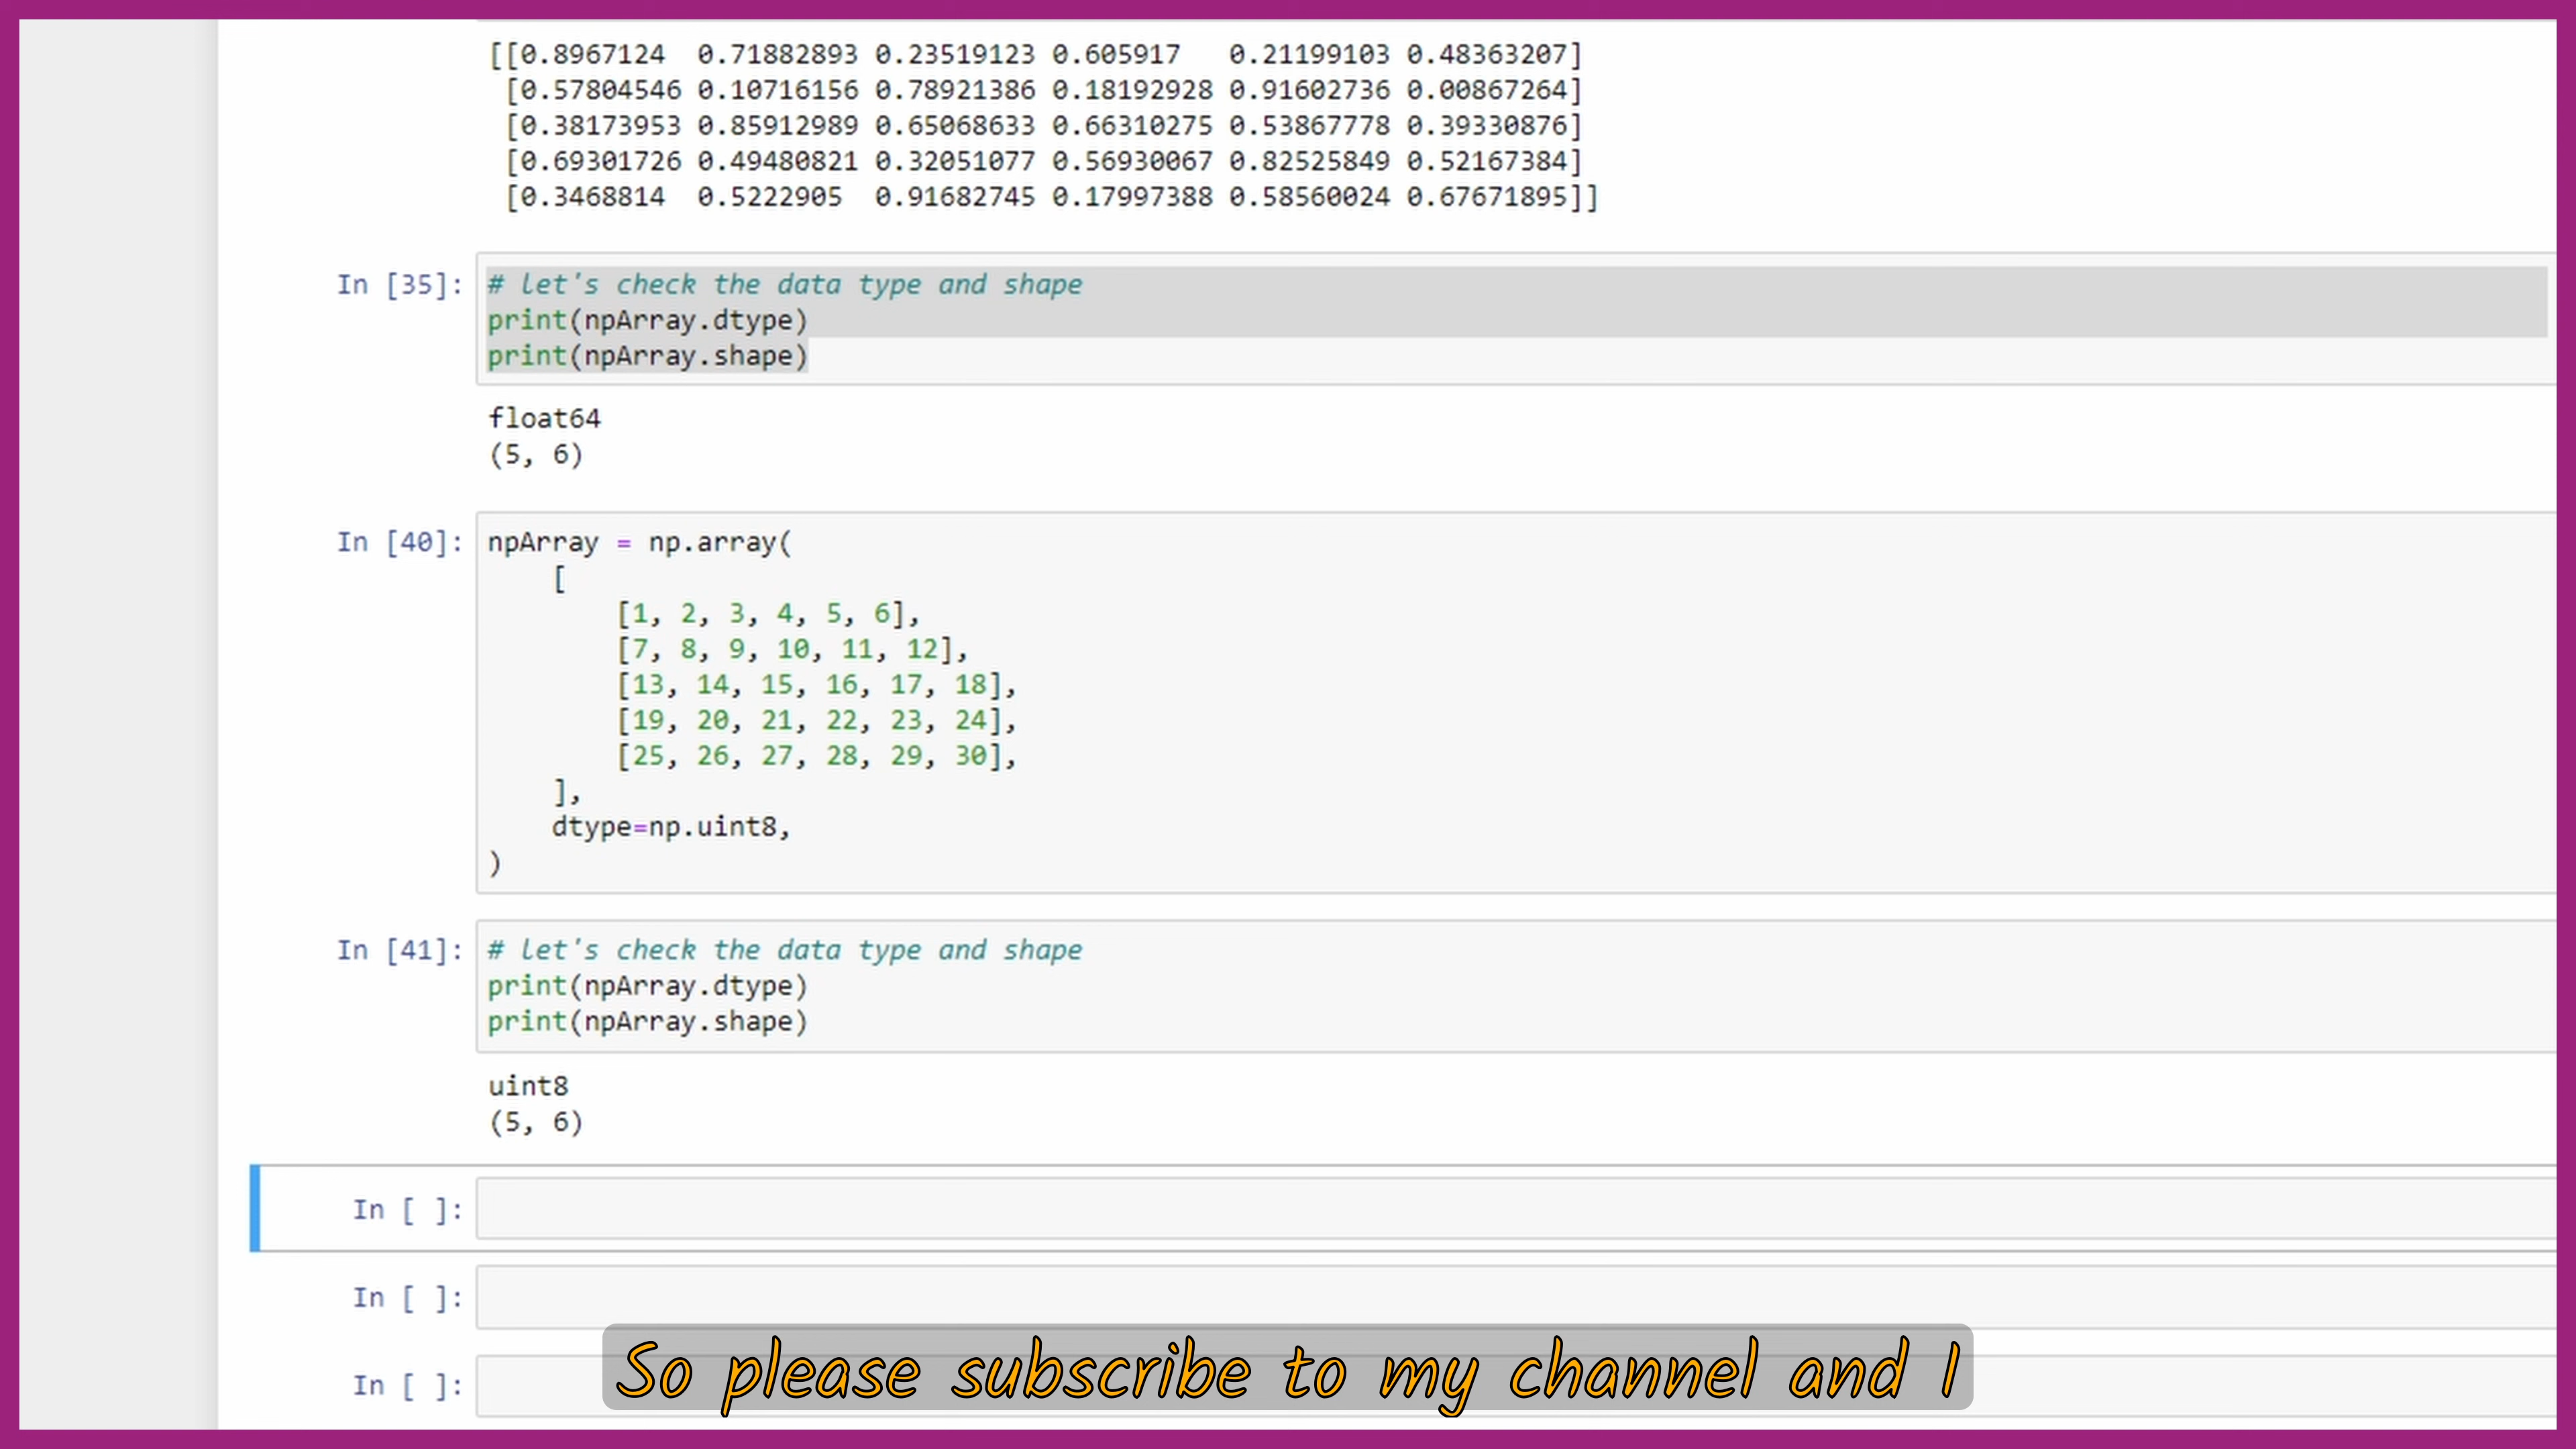 [[0.8967124  0.71882893 0.23519123 0.605917   0.21199103 0.48363207]
 [0.57804546 0.10716156 0.78921386 0.18192928 0.91602736 0.00867264]
 [0.38173953 0.85912989 0.65068633 0.66310275 0.53867778 0.39330876]
 [0.69301726 0.49480821 0.32051077 0.56930067 0.82525849 0.52167384]
 [0.3468814  0.5222905  0.91682745 0.17997388 0.58560024 0.67671895]]
In [35]: # let's check the data type and shape
print(npArray.dtype)
print(npArray.shape)
float64
(5, 6)
In [40]: npArray = np.array(
    [
        [1, 2, 3, 4, 5, 6],
        [7, 8, 9, 10, 11, 12],
        [13, 14, 15, 16, 17, 18],
        [19, 20, 21, 22, 23, 24],
        [25, 26, 27, 28, 29, 30],
    ],
    dtype=np.uint8,
)
In [41]: # let's check the data type and shape
print(npArray.dtype)
print(npArray.shape)
uint8
(5, 6)
In [ ]:
In [ ]:
In [ ]:
So please subscribe to my channel and I